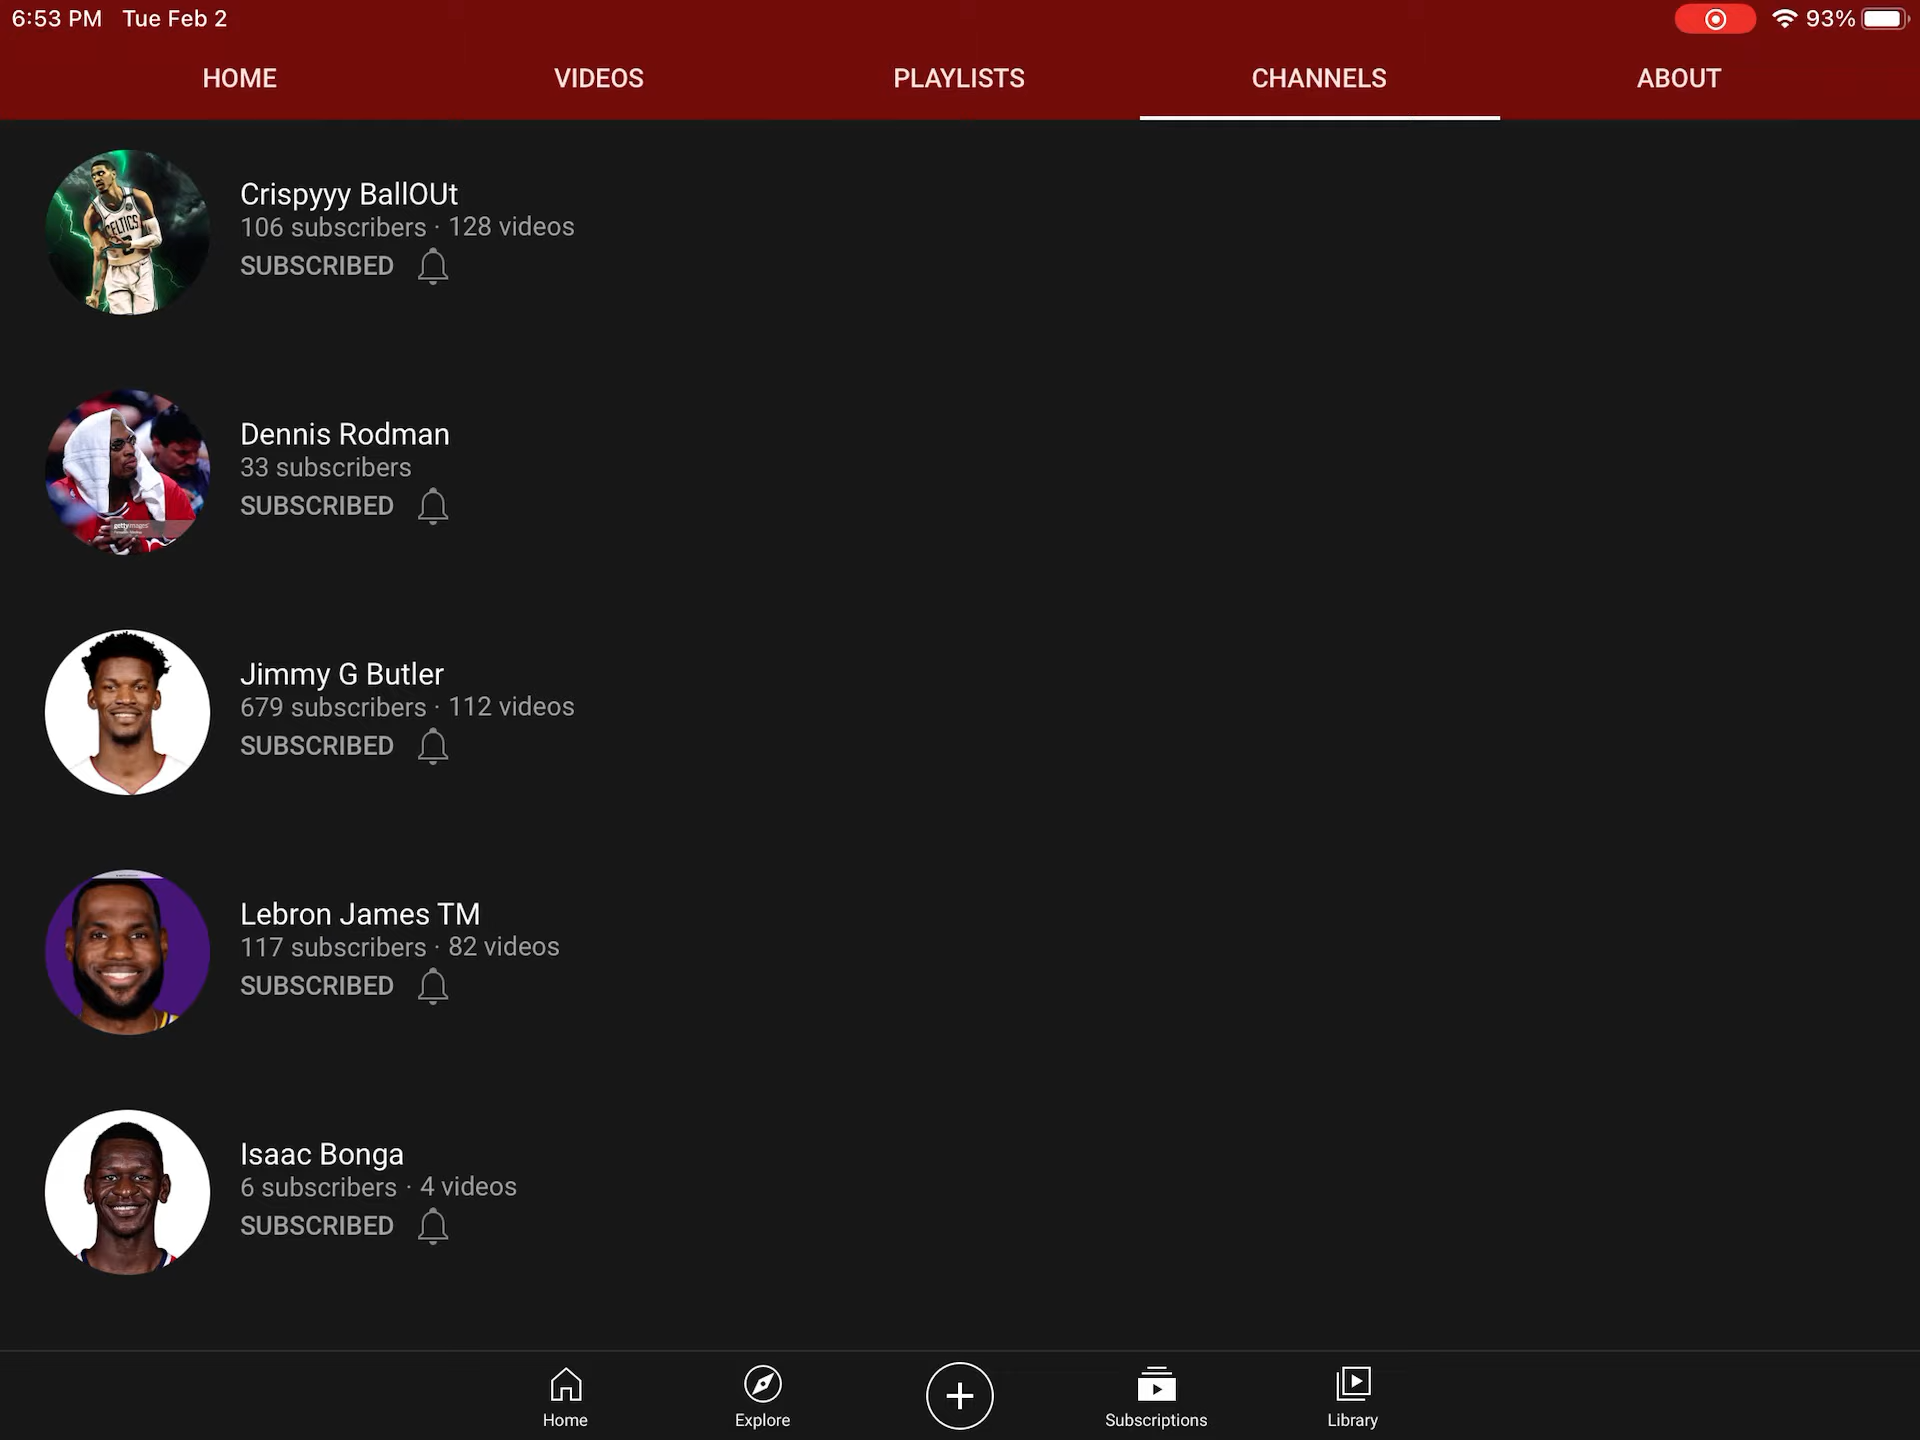 6:53 PM Tue Feb 2
93%
HOME
VIDEOS
PLAYLISTS
CHANNELS
ABOUT
CELTICS
Crispyyy BallOUt
106 subscribers · 128 videos
SUBSCRIBED
gettyimages
Dennis Rodman
33 subscribers
SUBSCRIBED
Jimmy G Butler
679 subscribers · 112 videos
SUBSCRIBED
Lebron James TM
117 subscribers · 82 videos
SUBSCRIBED
Isaac Bonga
6 subscribers · 4 videos
SUBSCRIBED
Home
Explore
Subscriptions
Library